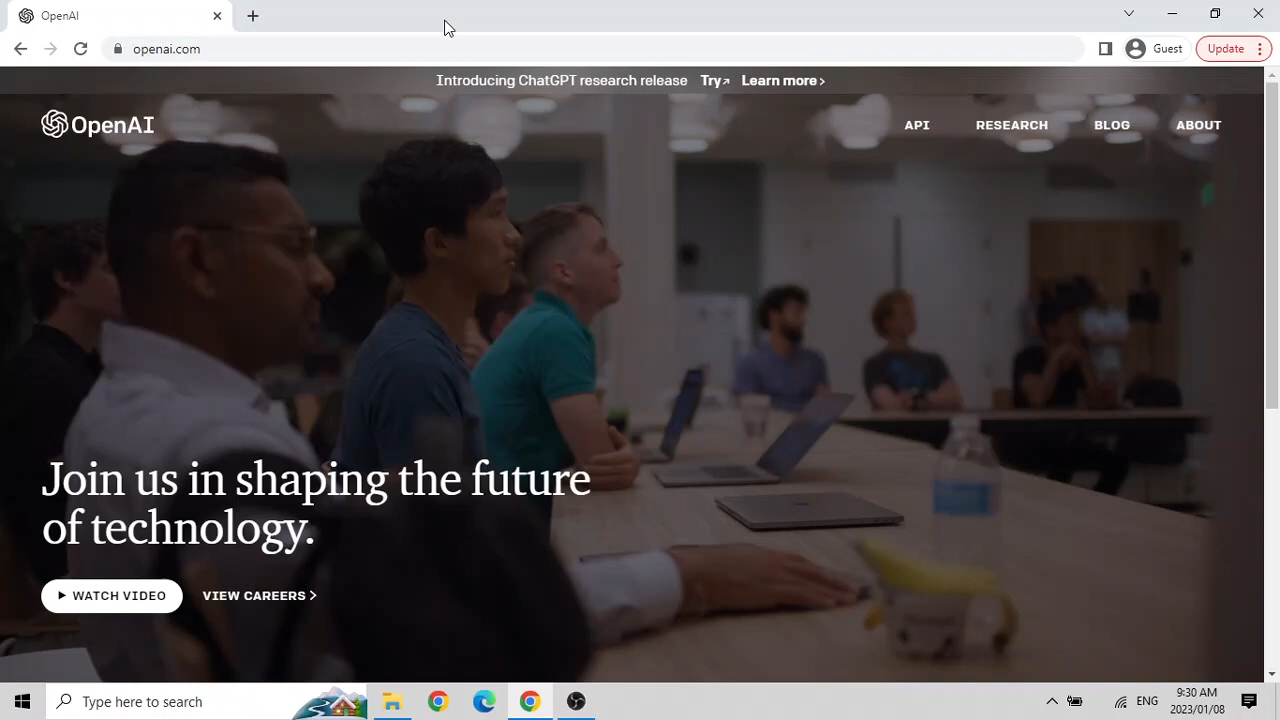 OpenAI
openai.com
Guest
Update
Introducing ChatGPT research release Try↗ Learn more >
OpenAI
API RESEARCH BLOG ABOUT
Join us in shaping the future
of technology.
WATCH VIDEO VIEW CAREERS >
Type here to search
ENG
9:30 AM
2023/01/08